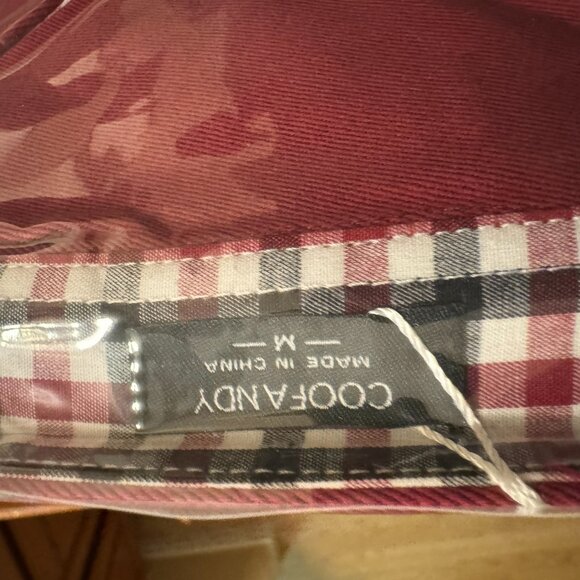 COOFANDY
MADE IN CHINA
— M —